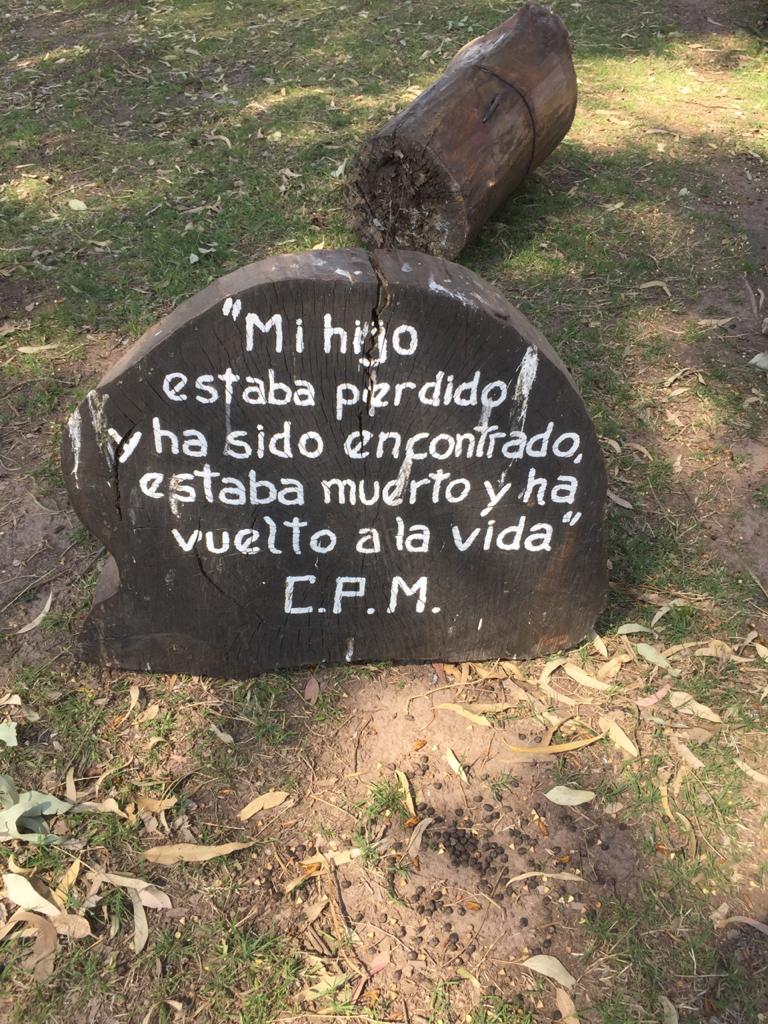 "Mi hijo
estaba perdido
y ha sido encontrado,
estaba muerto y ha
vuelto a la vida"
C.P.M.